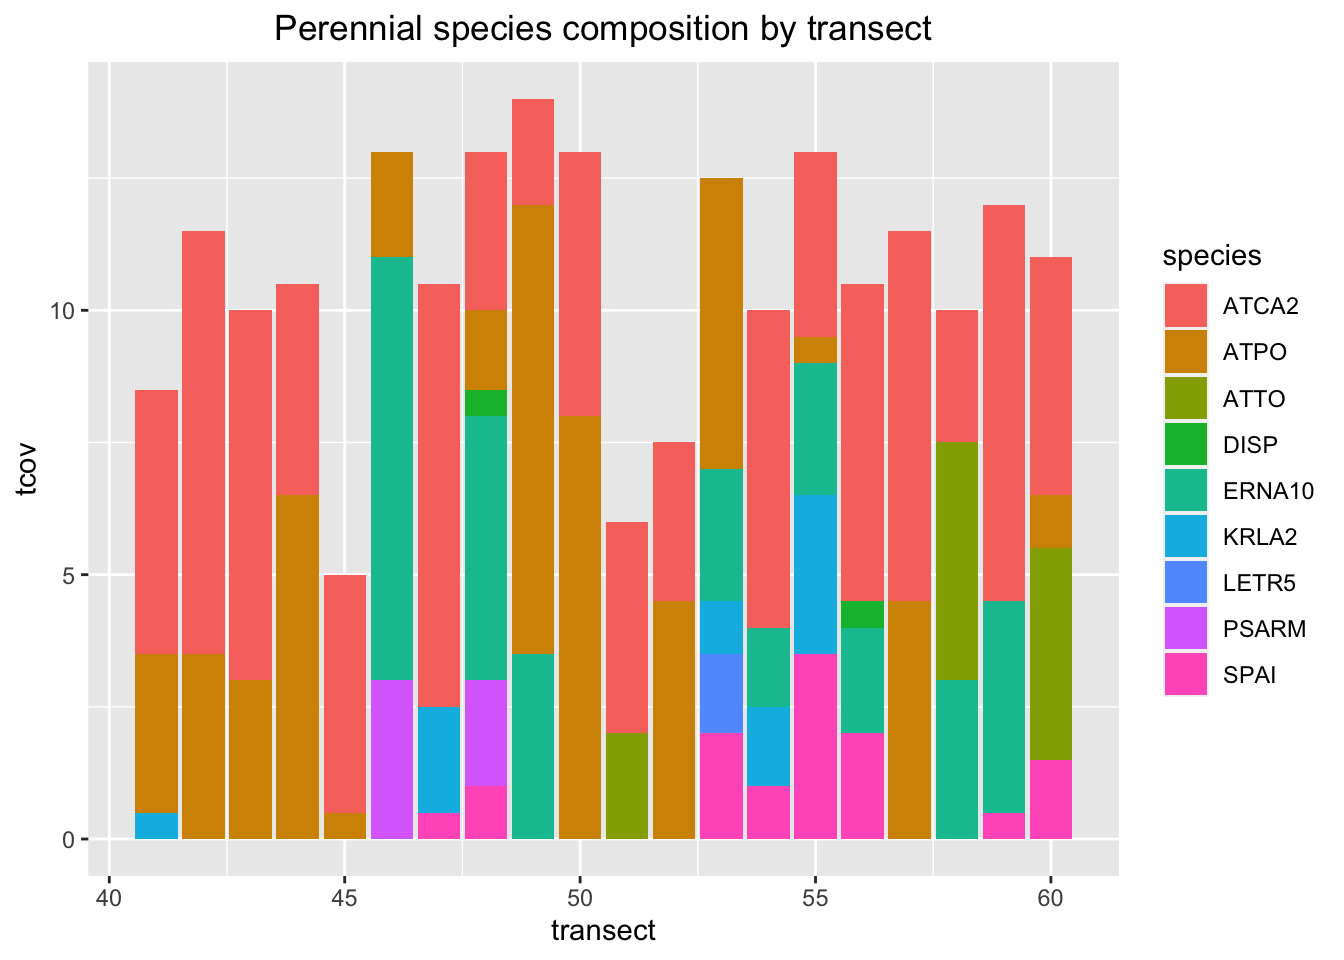 Perennial species composition by transect
tcov
10
5
0
40
45
50
55
60
transect
species
ATCA2
ATPO
ATTO
DISP
ERNA10
KRLA2
LETR5
PSARM
SPAI